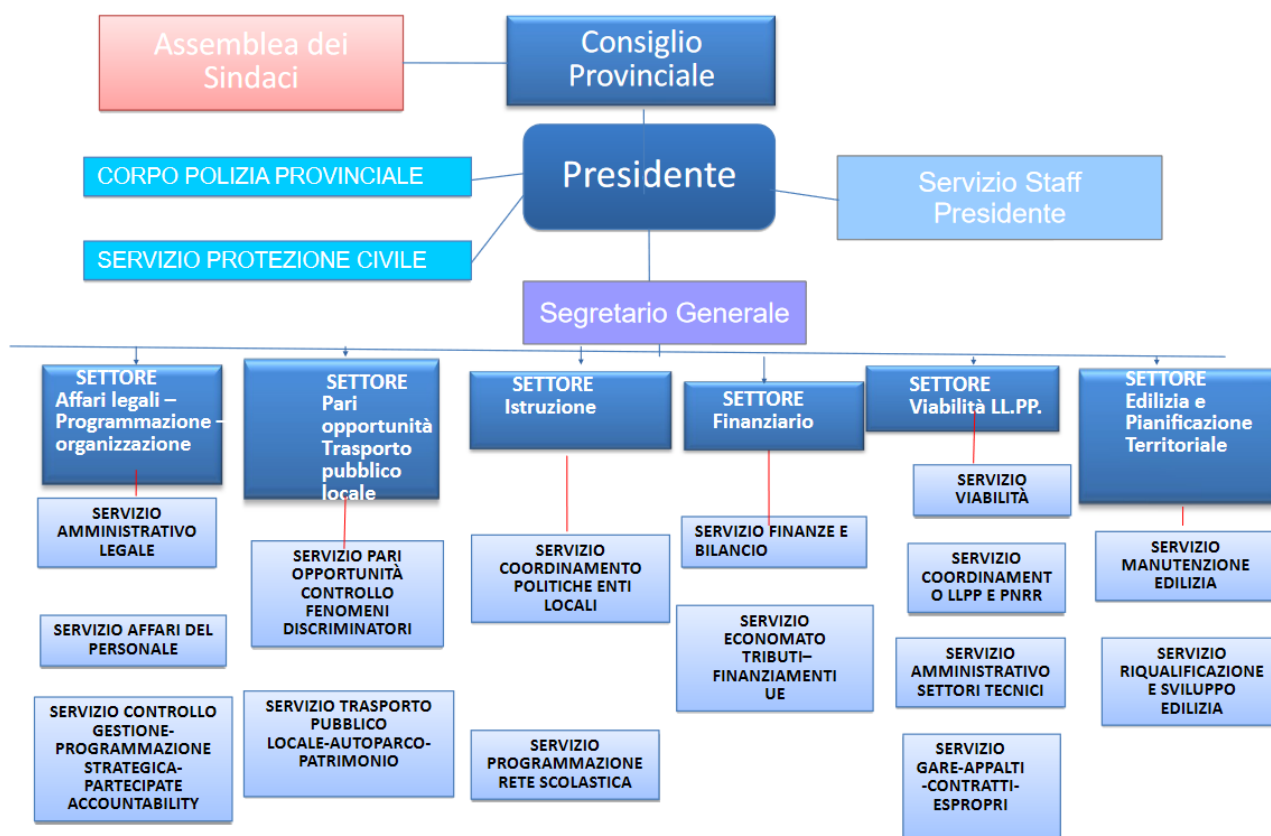 Assemblea dei
Sindaci
Consiglio
Provinciale
CORPO POLIZIA PROVINCIALE
Presidente
Servizio Staff
Presidente
SERVIZIO PROTEZIONE CIVILE
Segretario Generale
SETTORE
Affari legali –
Programmazione –
organizzazione
SERVIZIO
AMMINISTRATIVO
LEGALE
SERVIZIO AFFARI DEL
PERSONALE
SERVIZIO CONTROLLO
GESTIONE-
PROGRAMMAZIONE
STRATEGICA-
PARTECIPATE
ACCOUNTABILITY
SETTORE
Pari
opportunità
Trasporto
pubblico
locale
SERVIZIO PARI
OPPORTUNITÀ
CONTROLLO
FENOMENI
DISCRIMINATORI
SERVIZIO TRASPORTO
PUBBLICO
LOCALE-AUTOPARCO-
PATRIMONIO
SETTORE
Istruzione
SERVIZIO
COORDINAMENTO
POLITICHE ENTI
LOCALI
SERVIZIO
PROGRAMMAZIONE
RETE SCOLASTICA
SETTORE
Finanziario
SERVIZIO FINANZE E
BILANCIO
SERVIZIO
ECONOMATO
TRIBUTI–
FINANZIAMENTI
UE
SETTORE
Viabilità LL.PP.
SERVIZIO
VIABILITÀ
SERVIZIO
COORDINAMENT
O LLPP E PNRR
SERVIZIO
AMMINISTRATIVO
SETTORI TECNICI
SERVIZIO
GARE-APPALTI
-CONTRATTI-
ESPROPRI
SETTORE
Edilizia e
Pianificazione
Territoriale
SERVIZIO
MANUTENZIONE
EDILIZIA
SERVIZIO
RIQUALIFICAZIONE
E SVILUPPO
EDILIZIA